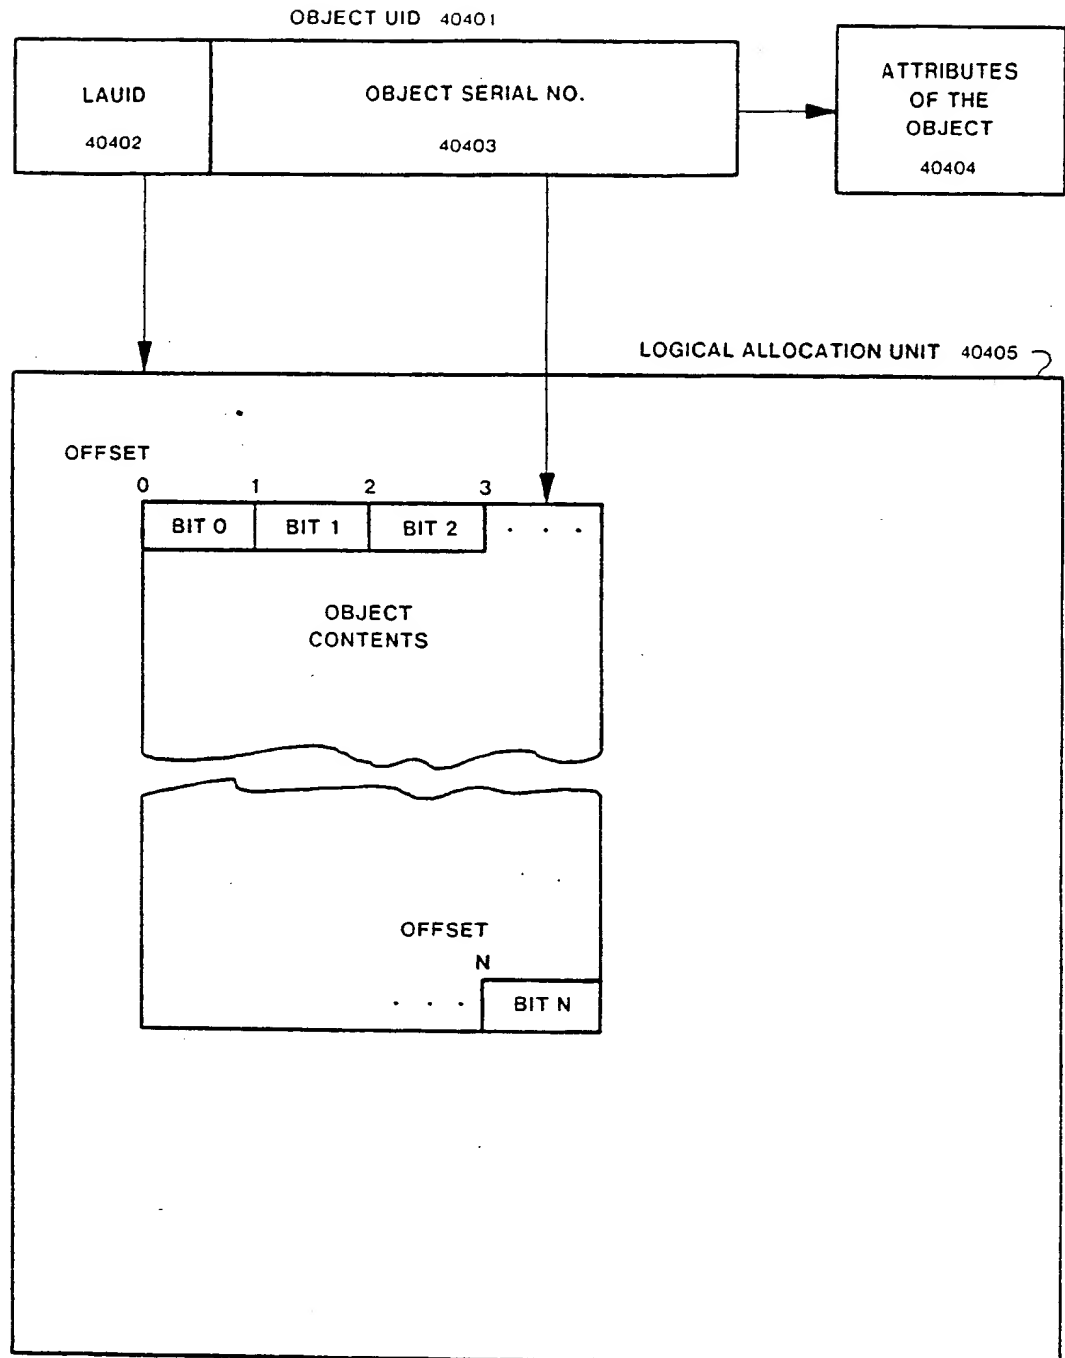 OBJECT UID 40401
LAUID
40402
OBJECT SERIAL NO.
40403
ATTRIBUTES
OF THE
OBJECT
40404
LOGICAL ALLOCATION UNIT 40405
OFFSET
0 1 2 3
BIT 0 BIT 1 BIT 2 . . .
OBJECT
CONTENTS
OFFSET
N
. . . BIT N